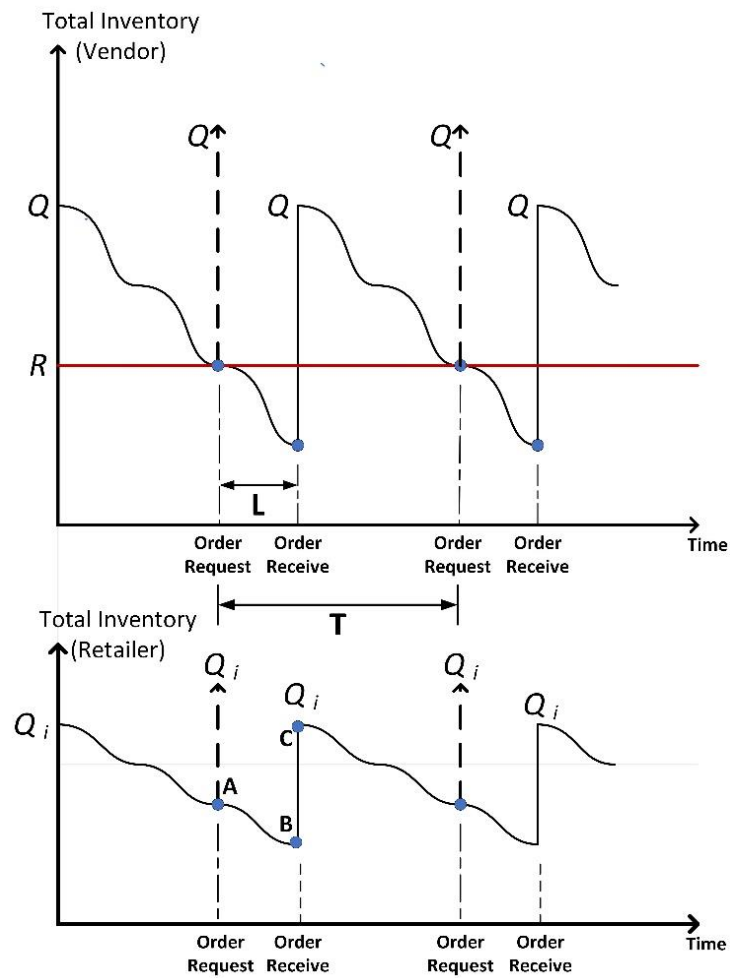 Total Inventory
(Vendor)
Q Q
Q Q Q
R
L
Order Order Order Order Time
Request Receive Request Receive
T
Total Inventory
(Retailer)
Q i Q i
Q i Q i
Q i
C
A
B
Order Order Order Order Time
Request Receive Request Receive